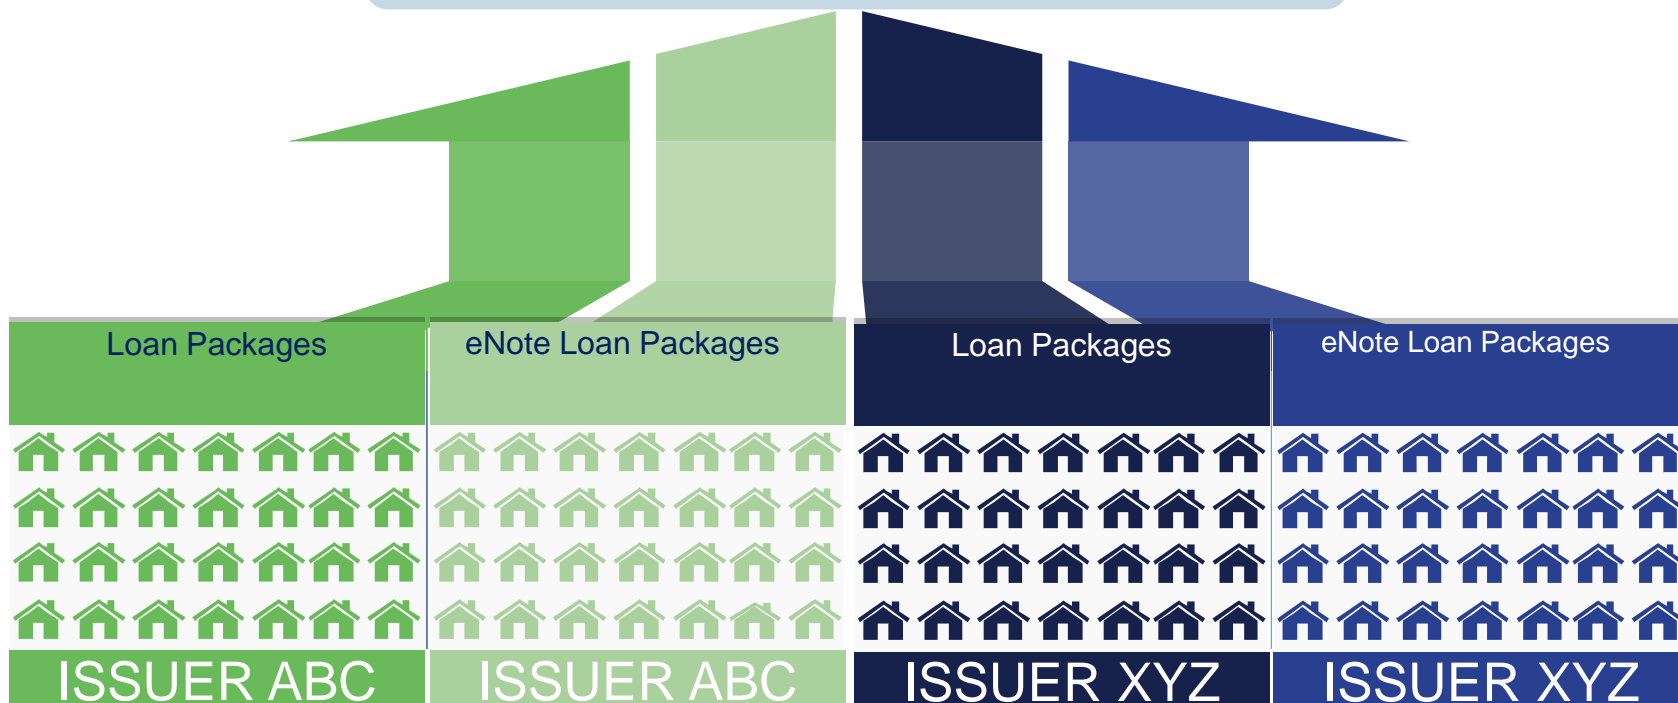 Loan Packages
eNote Loan Packages
Loan Packages
eNote Loan Packages
ISSUER ABC
ISSUER ABC
ISSUER XYZ
ISSUER XYZ